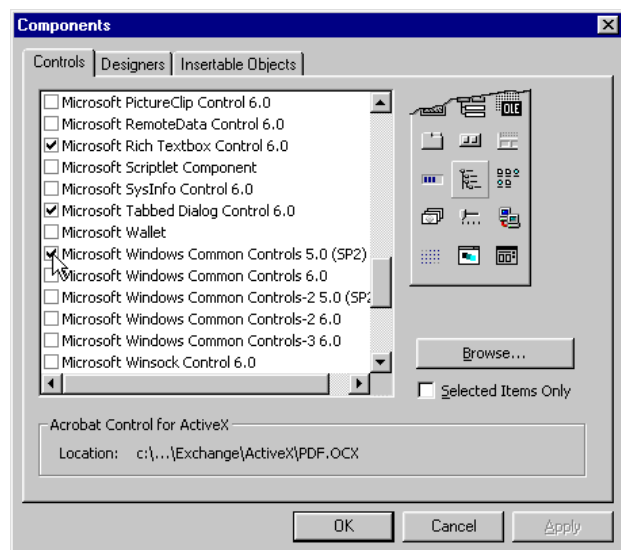 Components
Controls
Designers
Insertable Objects
Microsoft PictureClip Control 6.0
Microsoft RemoteData Control 6.0
Microsoft Rich Textbox Control 6.0
Microsoft Scriptlet Component
Microsoft SysInfo Control 6.0
Microsoft Tabbed Dialog Control 6.0
Microsoft Wallet
Microsoft Windows Common Controls 5.0 (SP2)
Microsoft Windows Common Controls 6.0
Microsoft Windows Common Controls-2 5.0 (SP2
Microsoft Windows Common Controls-2 6.0
Microsoft Windows Common Controls-3 6.0
Microsoft Winsock Control 6.0
OLE
Browse...
Selected Items Only
Acrobat Control for ActiveX
Location: c:\...\Exchange\ActiveX\PDF.OCX
OK
Cancel
Apply